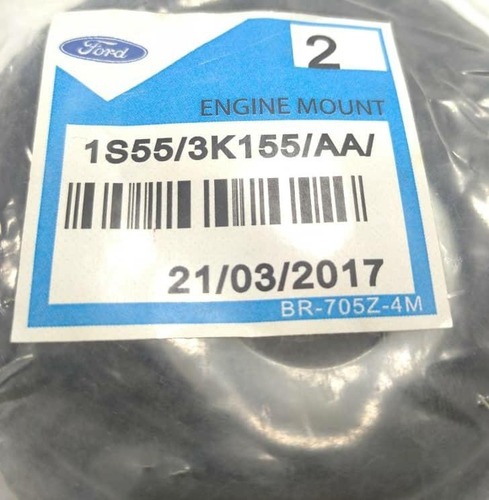 Ford
2
ENGINE MOUNT
1S55/3K155/AA/
21/03/2017
BR-705Z-4M